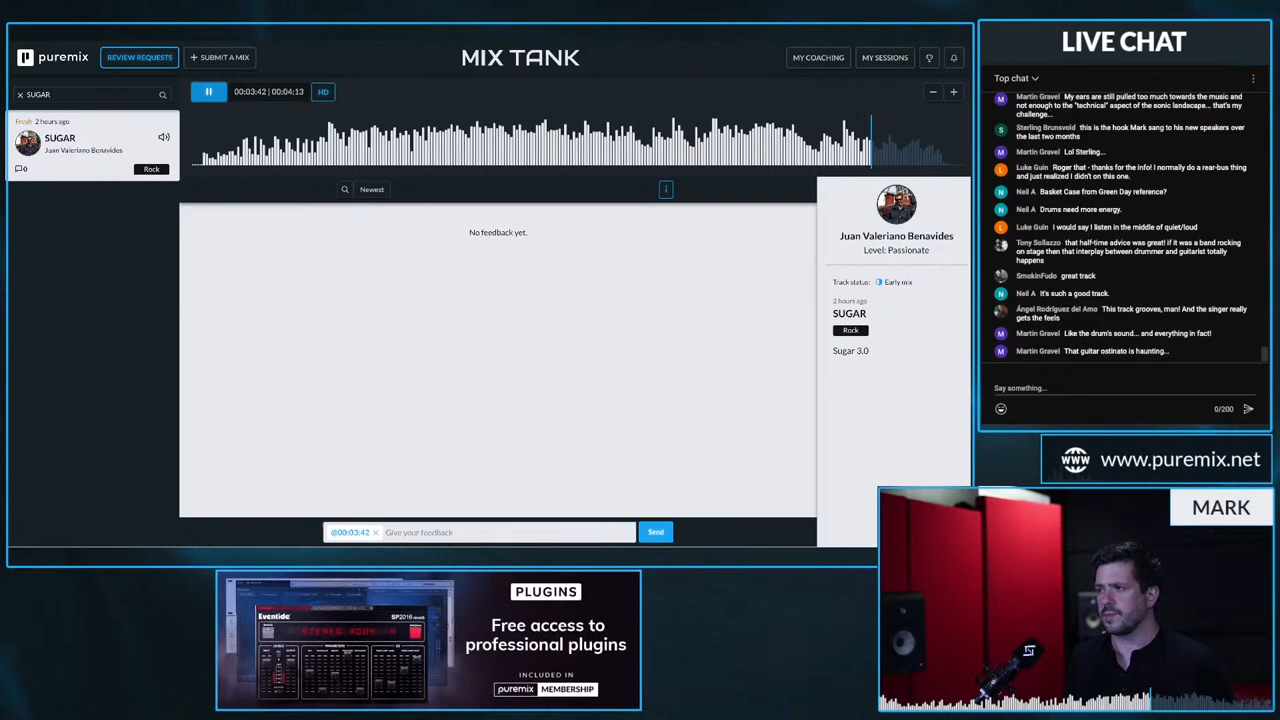 puremix
REVIEW REQUESTS
+ SUBMIT A MIX
MIX TANK
MY COACHING
MY SESSIONS
SUGAR
00:03:42 | 00:04:13
HD
Fresh 2 hours ago
SUGAR
Juan Valeriano Benavides
0
Rock
Newest
i
No feedback yet.
Juan Valeriano Benavides
Level: Passionate
Track status: Early mix
2 hours ago
SUGAR
Rock
Sugar 3.0
@00:03:42
Give your feedback
Send
LIVE CHAT
Top chat
Martin Gravel My ears are still pulled too much towards the music and
not enough to the "technical" aspect of the sonic landscape... that's my
challenge...
Sterling Brunsvold this is the hook Mark sang to his new speakers over
the last two months
Martin Gravel Lol Sterling...
Luke Guin Roger that - thanks for the info! I normally do a rear-bus thing
and just realized I didn't on this one.
Neil A Basket Case from Green Day reference?
Neil A Drums need more energy.
Luke Guin I would say I listen in the middle of quiet/loud
Tony Sollazzo that half-time advice was great! if it was a band rocking
on stage then that interplay between drummer and guitarist totally
happens
SmokinFudo great track
Neil A It's such a good track.
Ángel Rodríguez del Amo This track grooves, man! And the singer really
gets the feels
Martin Gravel Like the drum's sound... and everything in fact!
Martin Gravel That guitar ostinato is haunting...
Say something...
0/200
www.puremix.net
MARK
Eventide
SP2016 reverb
STEREO ROOM
PLUGINS
Free access to
professional plugins
INCLUDED IN
puremix MEMBERSHIP